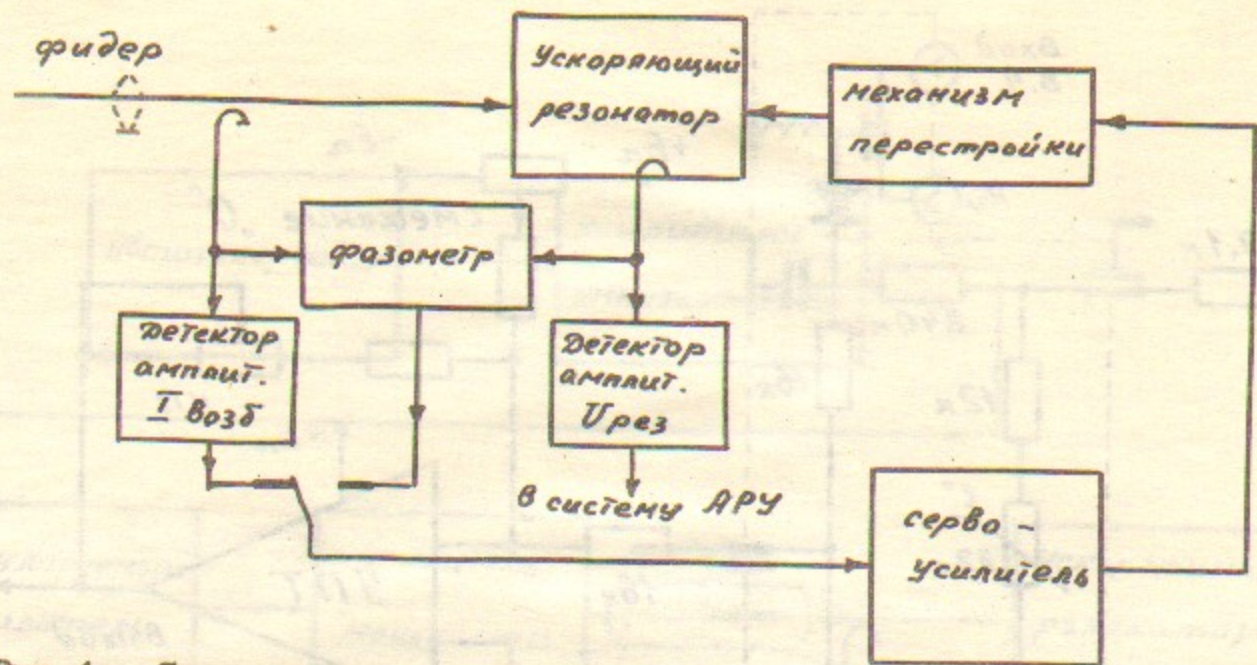 фидер
Ускоряющий
резонатор
механизм
перестройки
фазометр
Детектор
амплит.
I возб
Детектор
амплит.
Uрез
В систему АРУ
серво -
усилитель